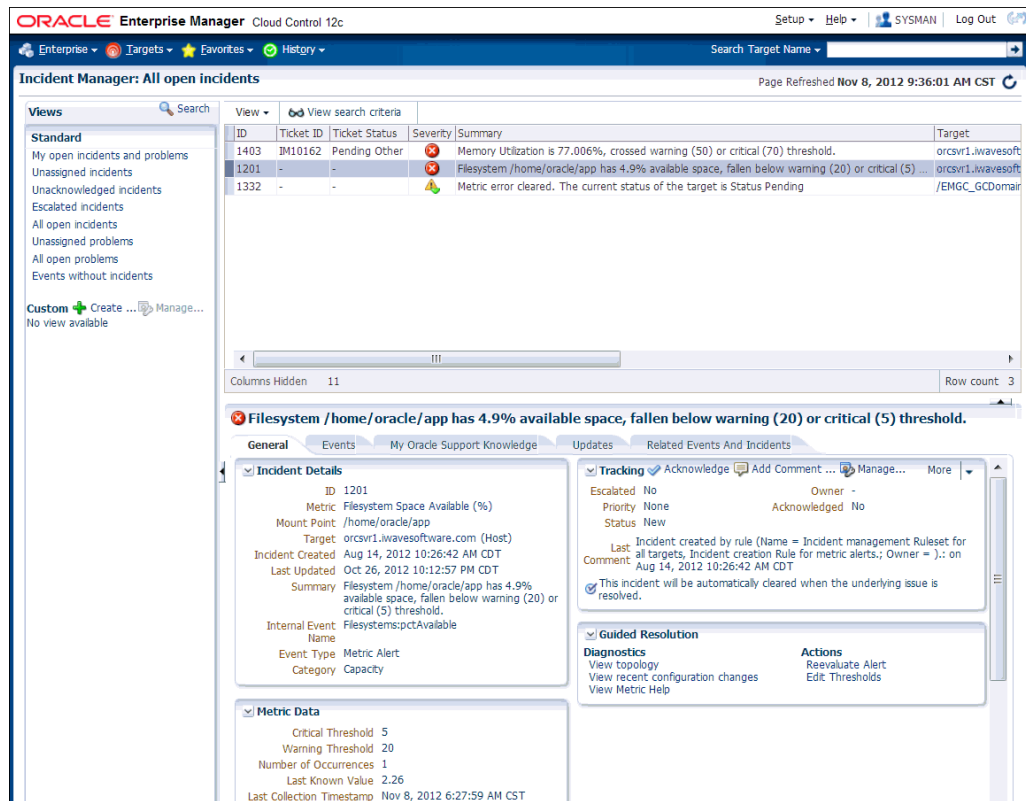 ORACLE Enterprise Manager Cloud Control 12c
Setup Help SYSMAN Log Out
Enterprise Targets Favorites History Search Target Name
Incident Manager: All open incidents
Page Refreshed Nov 8, 2012 9:36:01 AM CST
Views Search
Standard
My open incidents and problems
Unassigned incidents
Unacknowledged incidents
Escalated incidents
All open incidents
Unassigned problems
All open problems
Events without incidents
Custom Create ... Manage...
No view available
View View search criteria
ID Ticket ID Ticket Status Severity Summary Target
1403 IM10162 Pending Other Memory Utilization is 77.006%, crossed warning (50) or critical (70) threshold. orcsvr1.iwavesoft
1201 - - Filesystem /home/oracle/app has 4.9% available space, fallen below warning (20) or critical (5) ... orcsvr1.iwavesoft
1332 - - Metric error cleared. The current status of the target is Status Pending /EMGC_GCDomain
Columns Hidden 11
Row count 3
Filesystem /home/oracle/app has 4.9% available space, fallen below warning (20) or critical (5) threshold.
General Events My Oracle Support Knowledge Updates Related Events And Incidents
Incident Details
ID 1201
Metric Filesystem Space Available (%)
Mount Point /home/oracle/app
Target orcsvr1.iwavesoftware.com (Host)
Incident Created Aug 14, 2012 10:26:42 AM CDT
Last Updated Oct 26, 2012 10:12:57 PM CDT
Summary Filesystem /home/oracle/app has 4.9%
available space, fallen below warning (20) or
critical (5) threshold.
Internal Event Filesystems:pctAvailable
Name
Event Type Metric Alert
Category Capacity
Metric Data
Critical Threshold 5
Warning Threshold 20
Number of Occurrences 1
Last Known Value 2.26
Last Collection Timestamp Nov 8, 2012 6:27:59 AM CST
Tracking Acknowledge Add Comment ... Manage... More
Escalated No Owner -
Priority None Acknowledged No
Status New
Last Comment Incident created by rule (Name = Incident management Ruleset for
all targets, Incident creation Rule for metric alerts.; Owner = ).: on
Aug 14, 2012 10:26:42 AM CDT
This incident will be automatically cleared when the underlying issue is
resolved.
Guided Resolution
Diagnostics
View topology
View recent configuration changes
View Metric Help
Actions
Reevaluate Alert
Edit Thresholds